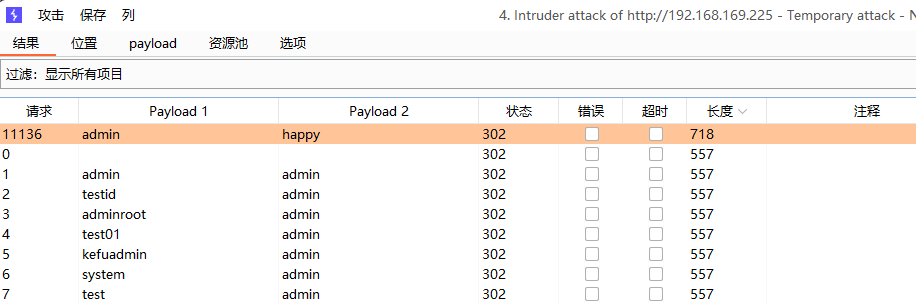 攻击 保存 列 4. Intruder attack of http://192.168.169.225 - Temporary attack - N
结果 位置 payload 资源池 选项
过滤：显示所有项目
请求 Payload 1 Payload 2 状态 错误 超时 长度 注释
11136 admin happy 302 718
0 302 557
1 admin admin 302 557
2 testid admin 302 557
3 adminroot admin 302 557
4 test01 admin 302 557
5 kefuadmin admin 302 557
6 system admin 302 557
7 test admin 302 557